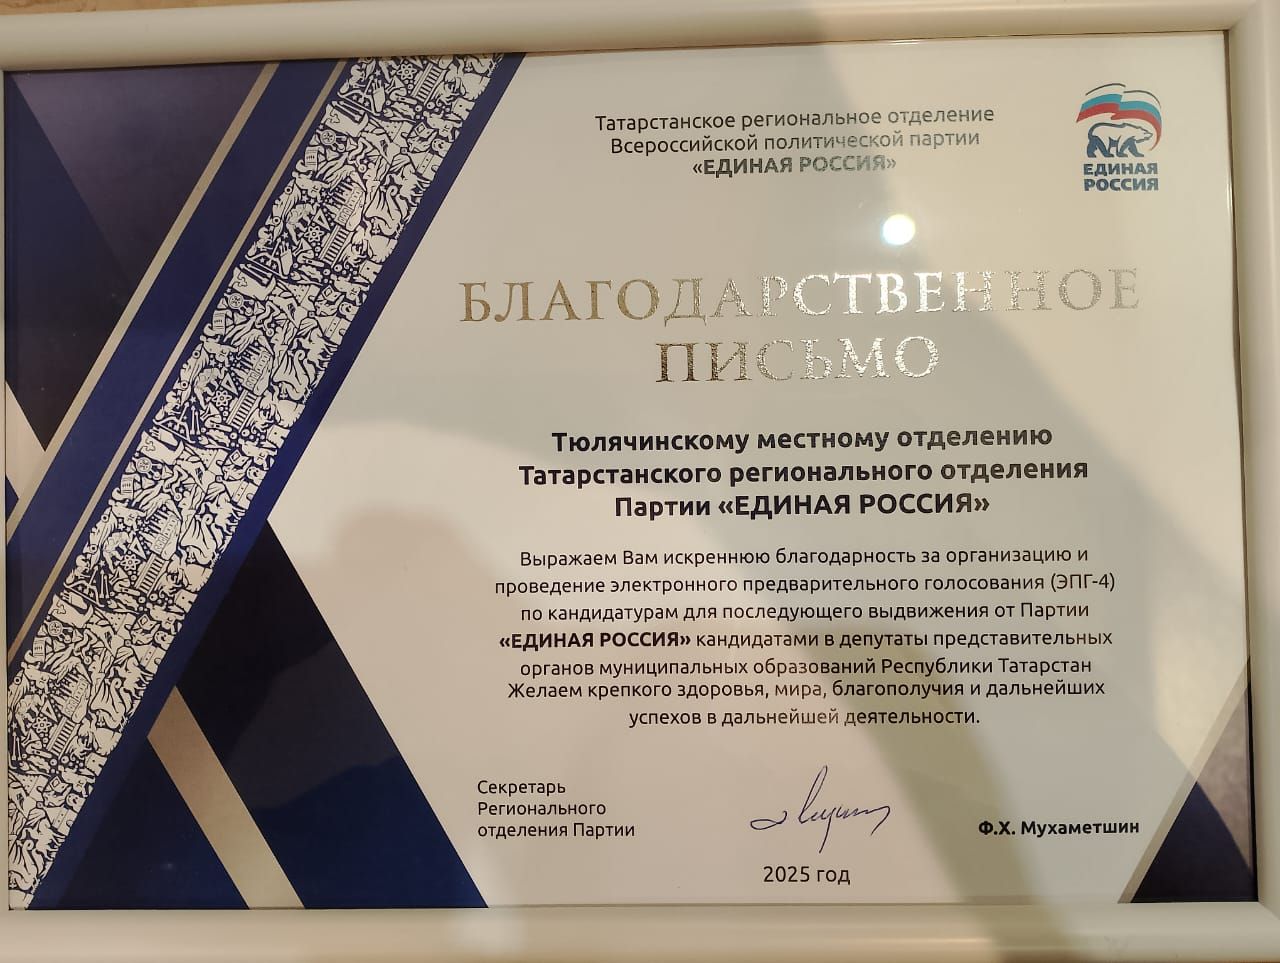 Татарстанское региональное отделение
Всероссийской политической партии
«ЕДИНАЯ РОССИЯ»
ЕДИНАЯ
РОССИЯ
БЛАГОДАРСТВЕННОЕ
ПИСЬМО
Тюлячинскому местному отделению
Татарстанского регионального отделения
Партии «ЕДИНАЯ РОССИЯ»
Выражаем Вам искреннюю благодарность за организацию и
проведение электронного предварительного голосования (ЭПГ-4)
по кандидатурам для последующего выдвижения от Партии
«ЕДИНАЯ РОССИЯ» кандидатами в депутаты представительных
органов муниципальных образований Республики Татарстан
Желаем крепкого здоровья, мира, благополучия и дальнейших
успехов в дальнейшей деятельности.
Секретарь
Регионального
отделения Партии
Ф.Х. Мухаметшин
2025 год